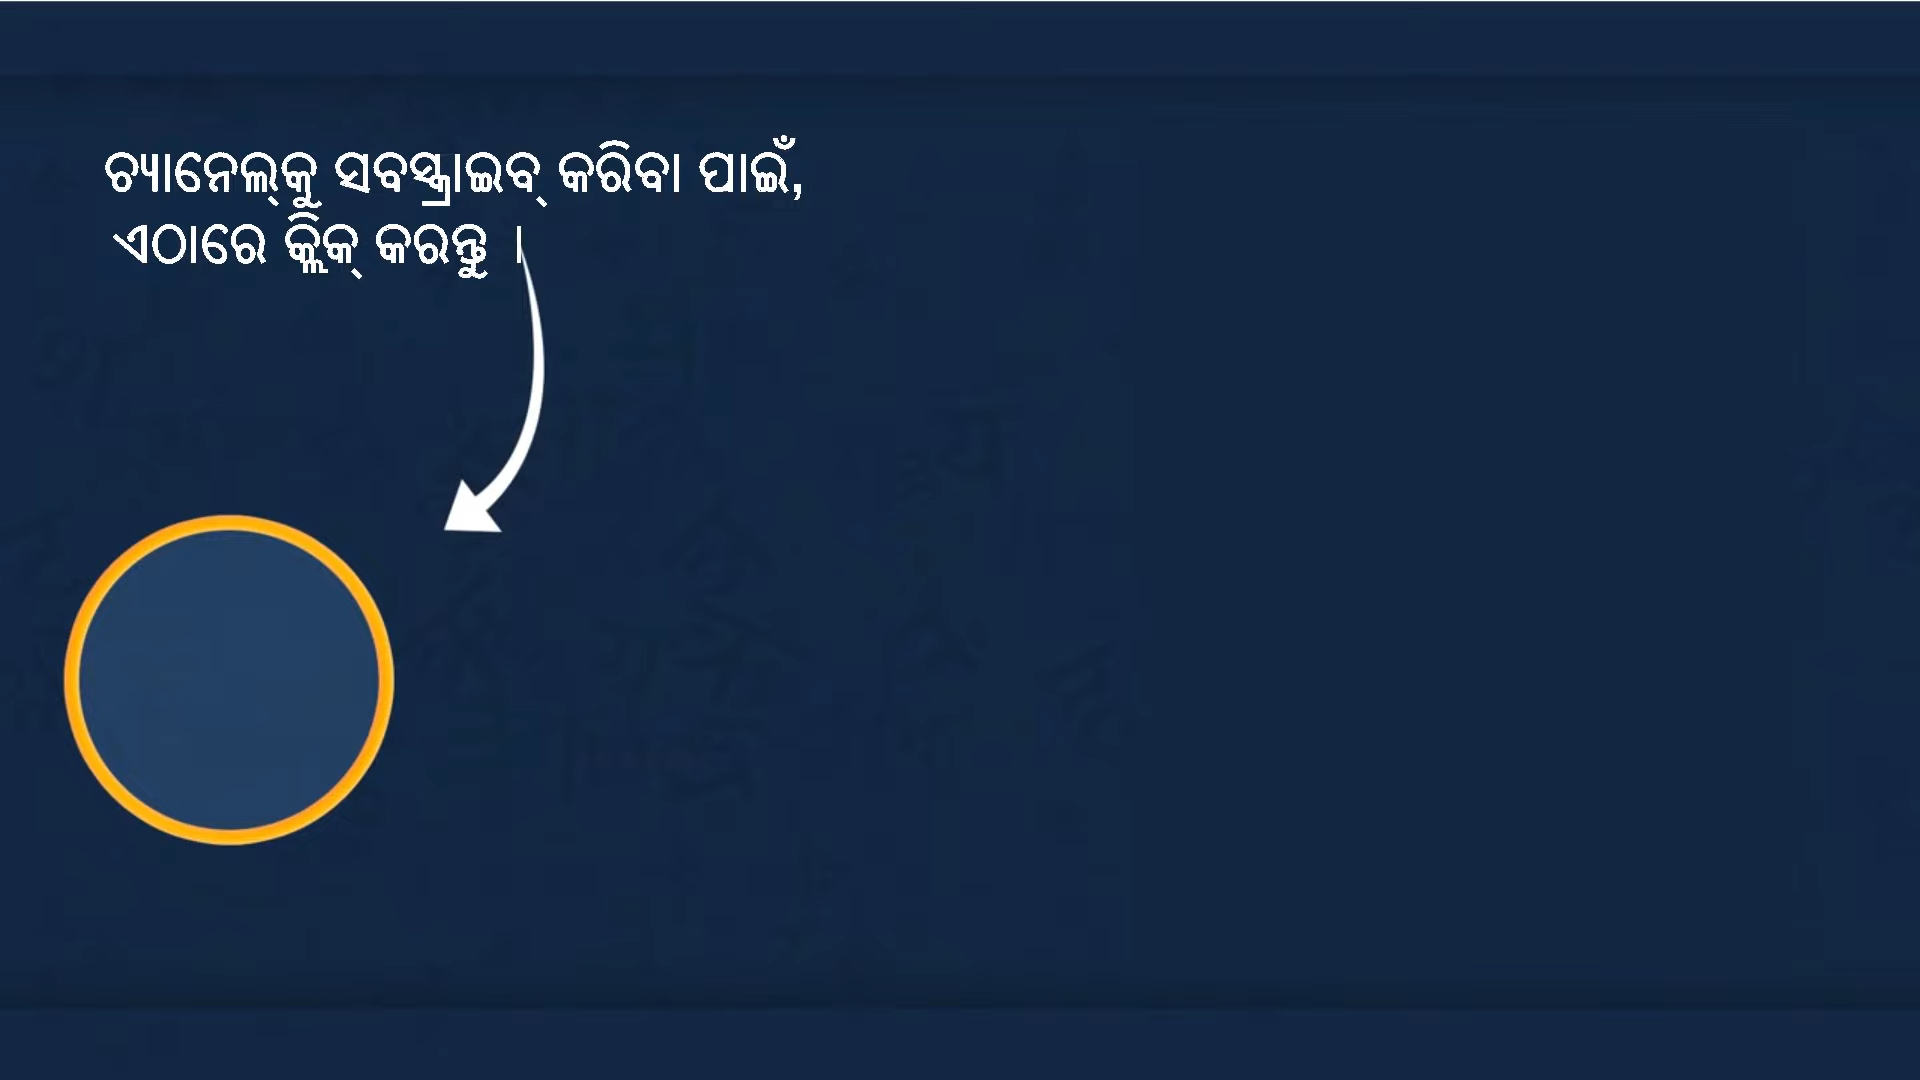 ଚ୍ୟାନେଲ୍‌କୁ ସବସ୍କ୍ରାଇବ୍ କରିବା ପାଇଁ,
ଏଠାରେ କ୍ଲିକ୍ କରନ୍ତୁ ।